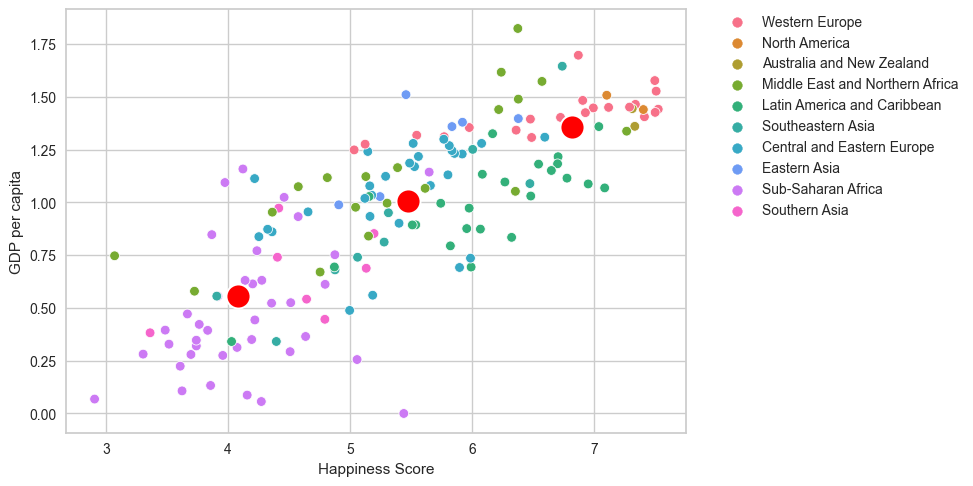 1.75
1.50
1.25
1.00
0.75
0.50
0.25
0.00
GDP per capita
3 4 5 6 7
Happiness Score
Western Europe
North America
Australia and New Zealand
Middle East and Northern Africa
Latin America and Caribbean
Southeastern Asia
Central and Eastern Europe
Eastern Asia
Sub-Saharan Africa
Southern Asia